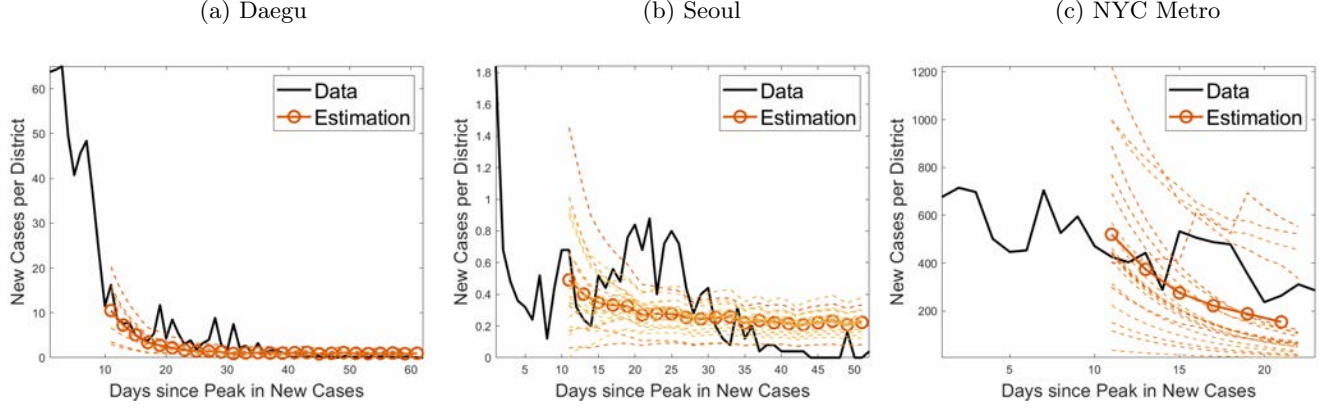 (a) Daegu
(b) Seoul
(c) NYC Metro
New Cases per District
60
50
40
30
20
10
0
Data
Estimation
10 20 30 40 50 60
Days since Peak in New Cases
New Cases per District
1.8
1.6
1.4
1.2
1
0.8
0.6
0.4
0.2
0
Data
Estimation
5 10 15 20 25 30 35 40 45 50
Days since Peak in New Cases
New Cases per District
1200
1000
800
600
400
200
Data
Estimation
5 10 15 20
Days since Peak in New Cases